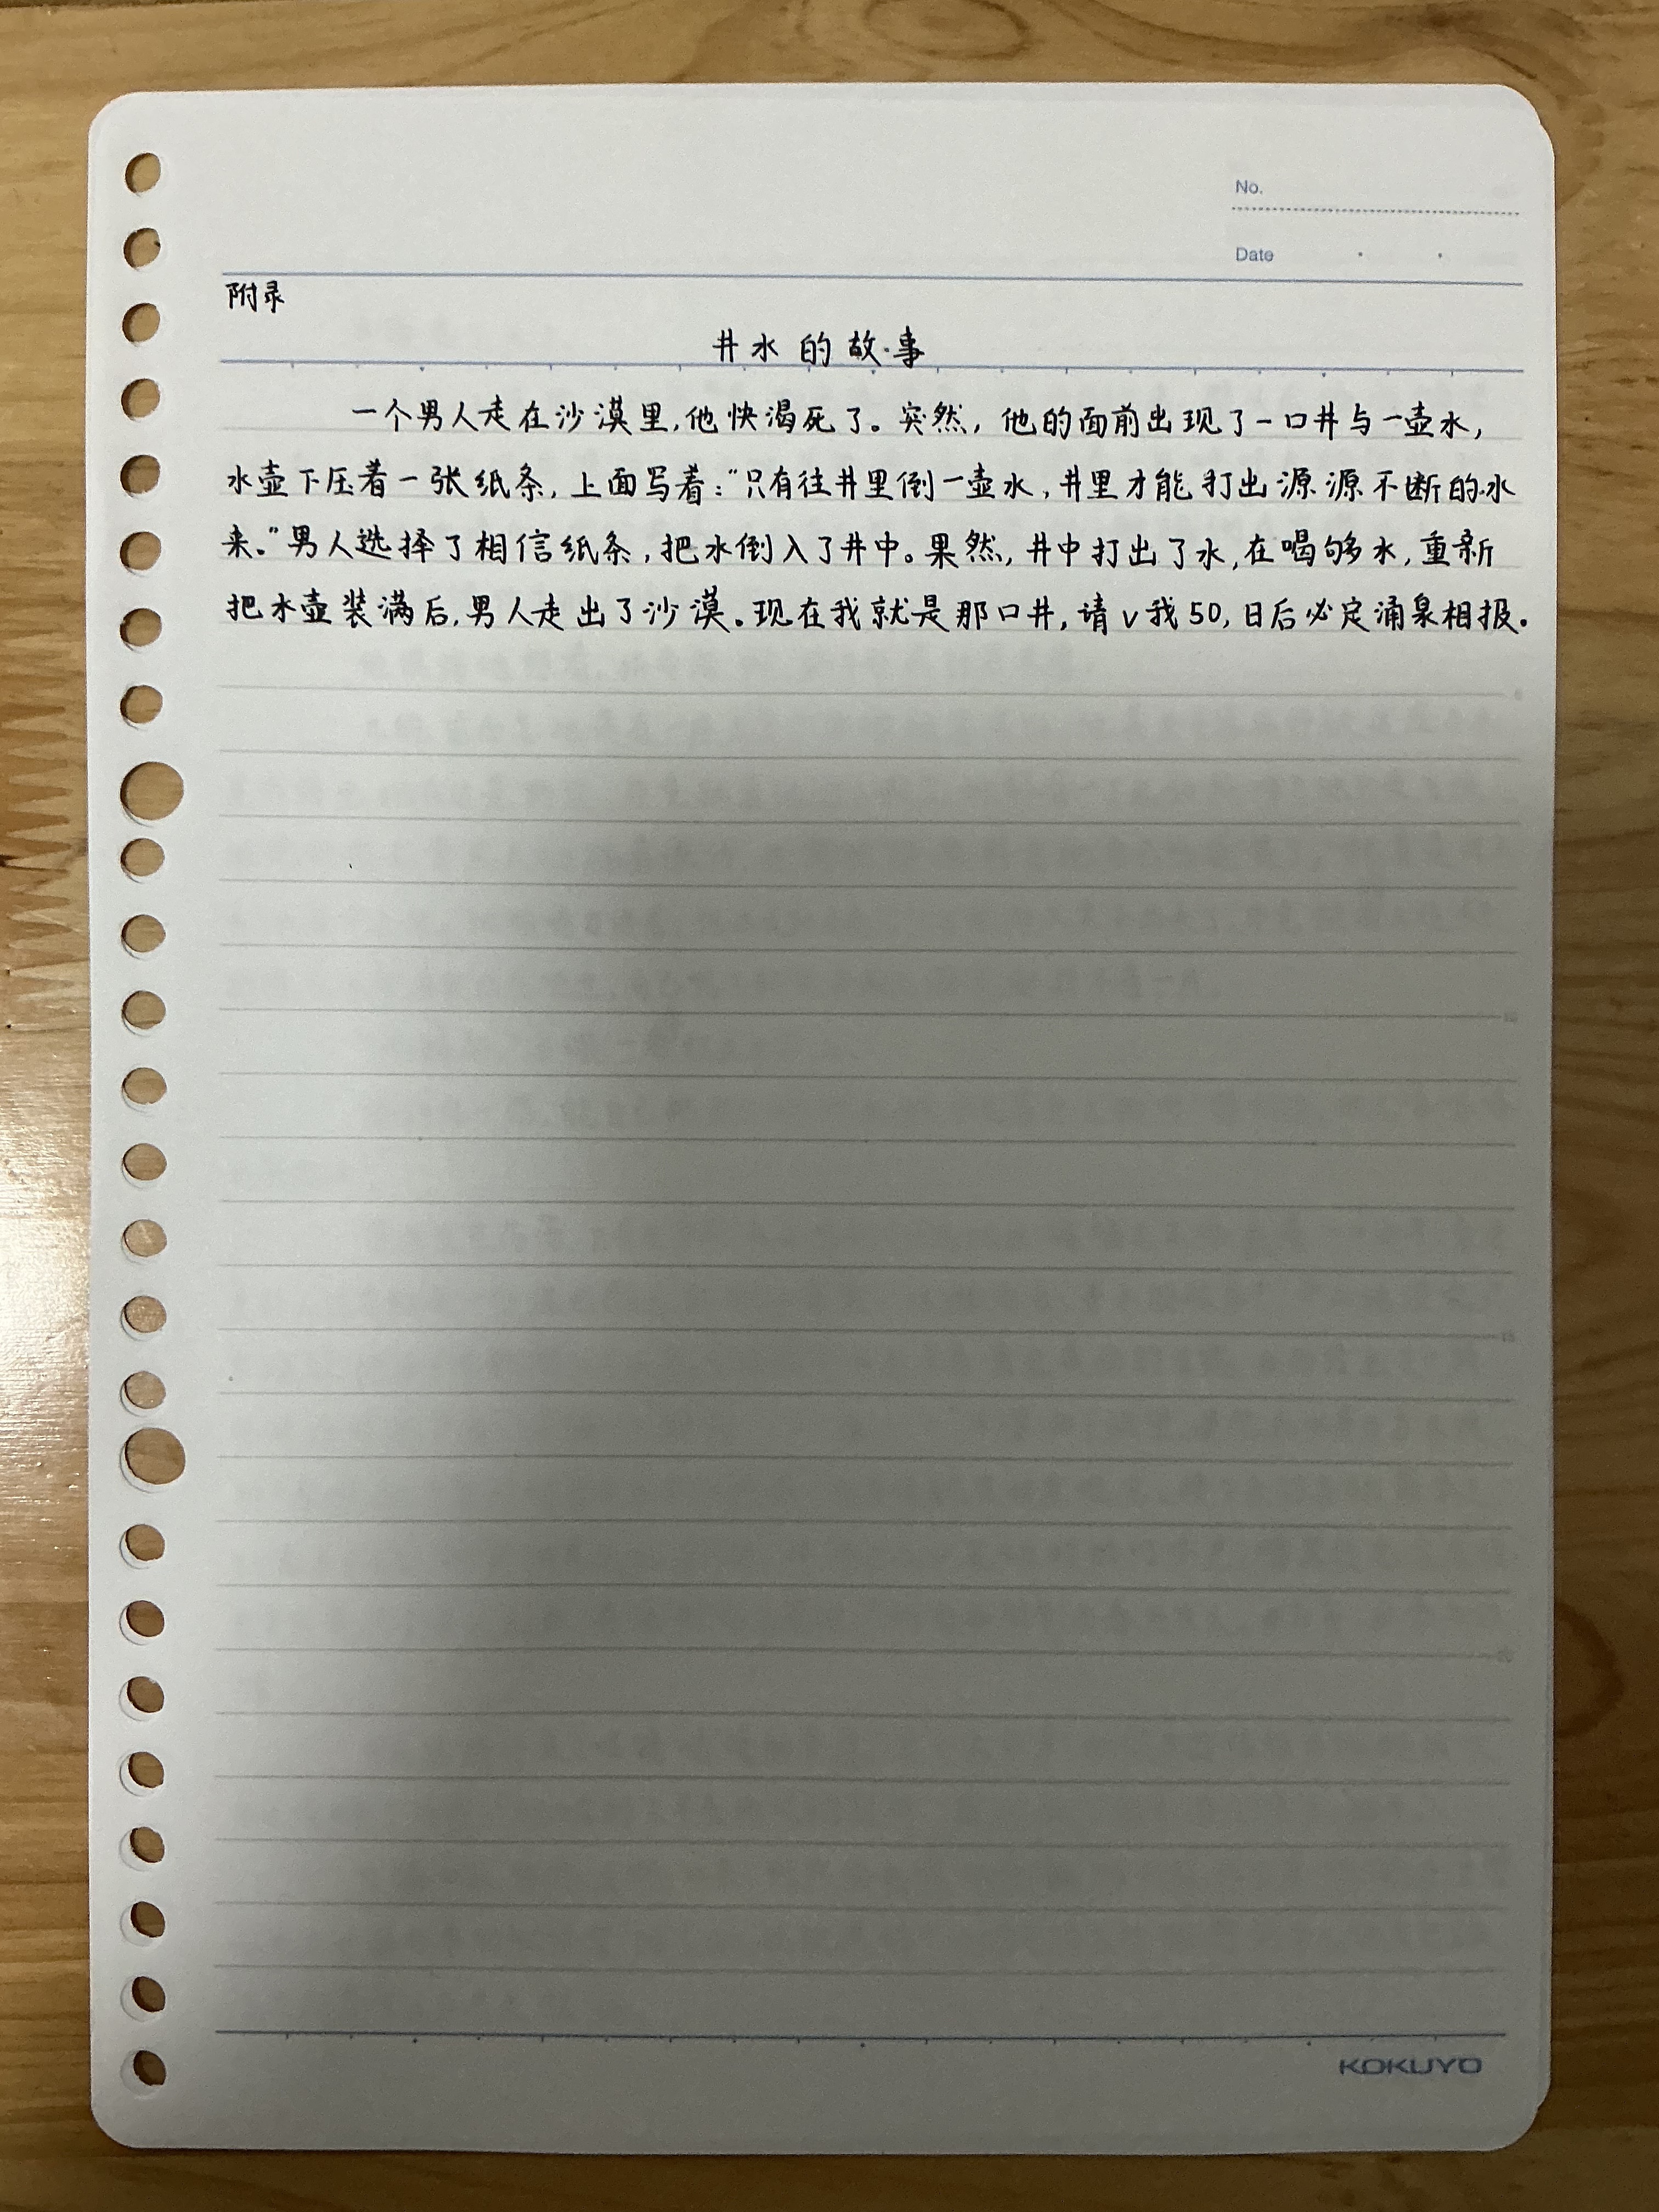 No.
Date
附录
井水的故事
一个男人走在沙漠里,他快渴死了。突然,他的面前出现了一口井与一壶水,
水壶下压着一张纸条,上面写着:“只有往井里倒一壶水,井里才能打出源源不断的水
来。”男人选择了相信纸条,把水倒入了井中。果然,井中打出了水,在喝够水,重新
把水壶装满后,男人走出了沙漠。现在我就是那口井,请v我50,日后必定涌泉相报。
KOKUYO